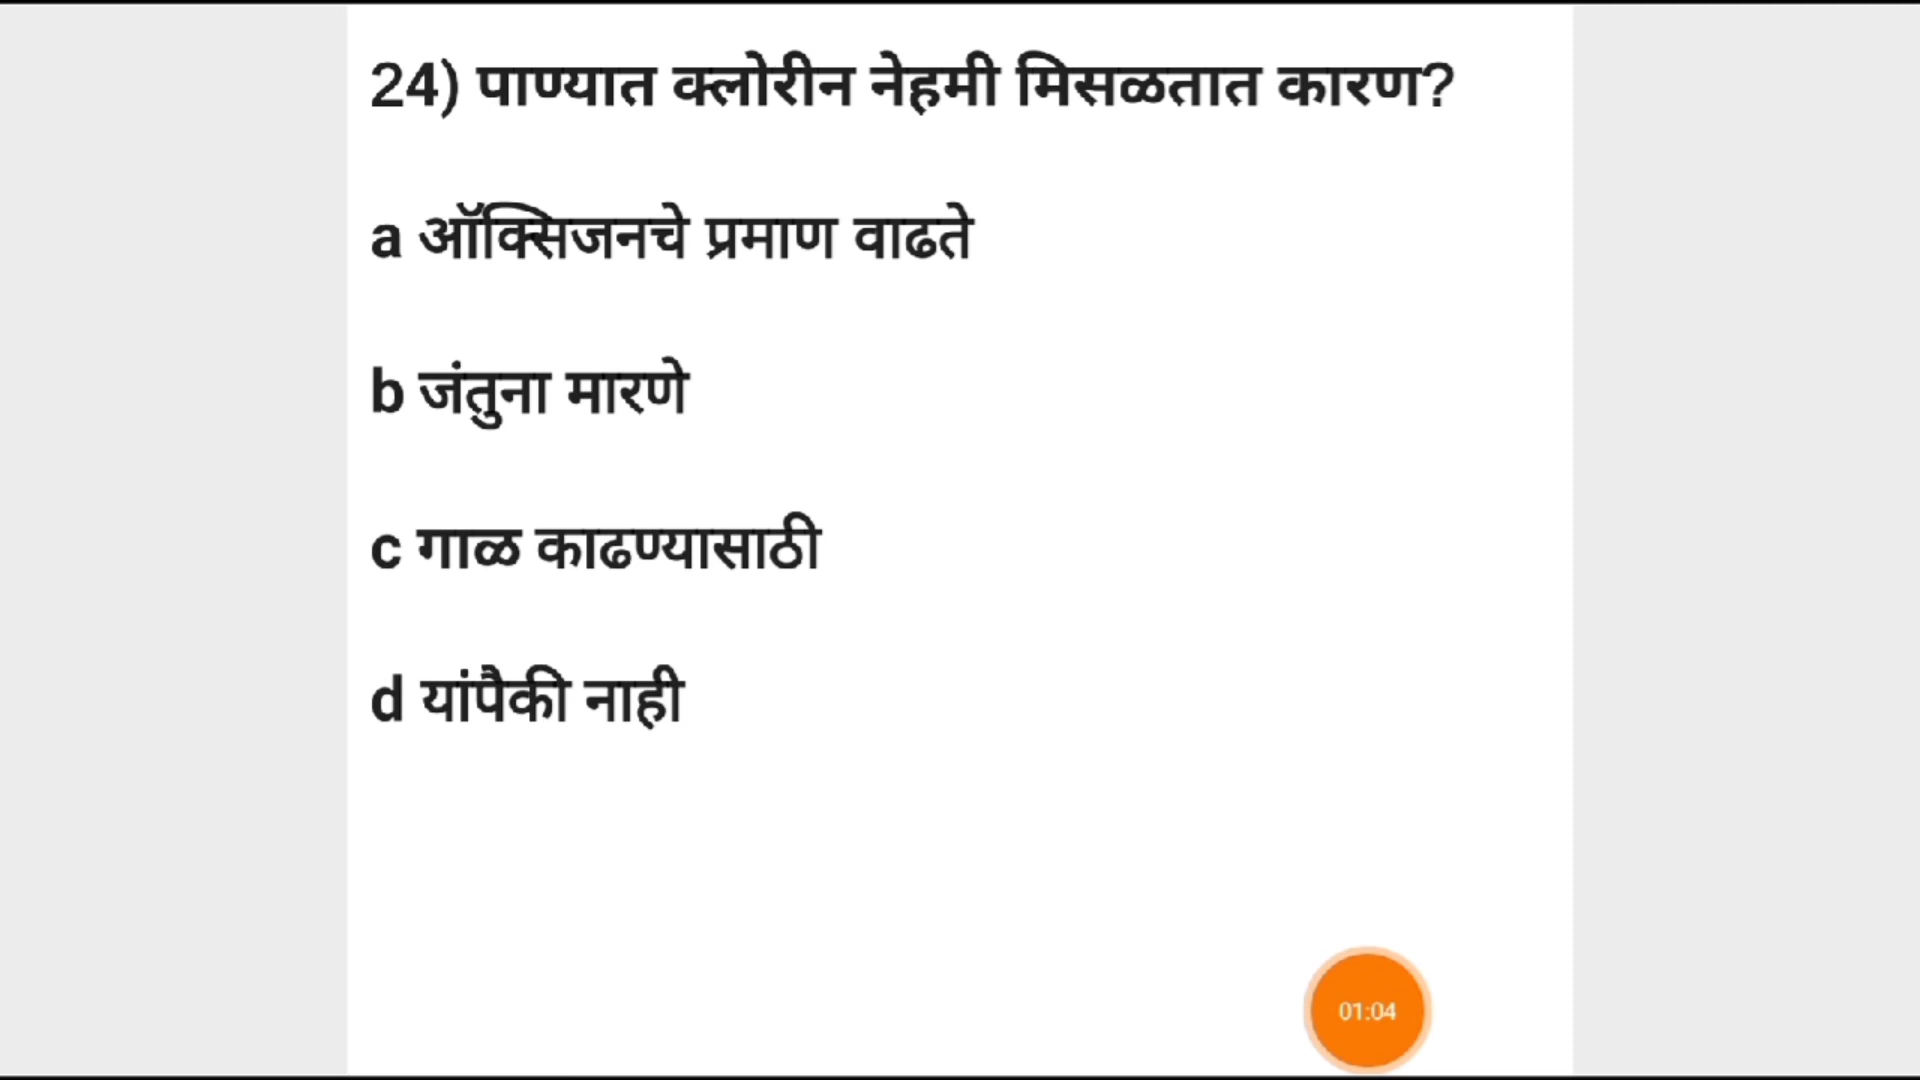 24) पाण्यात क्लोरीन नेहमी मिसळतात कारण?
a ऑक्सिजनचे प्रमाण वाढते
b जंतुना मारणे
c गाळ काढण्यासाठी
d यांपैकी नाही
01:04